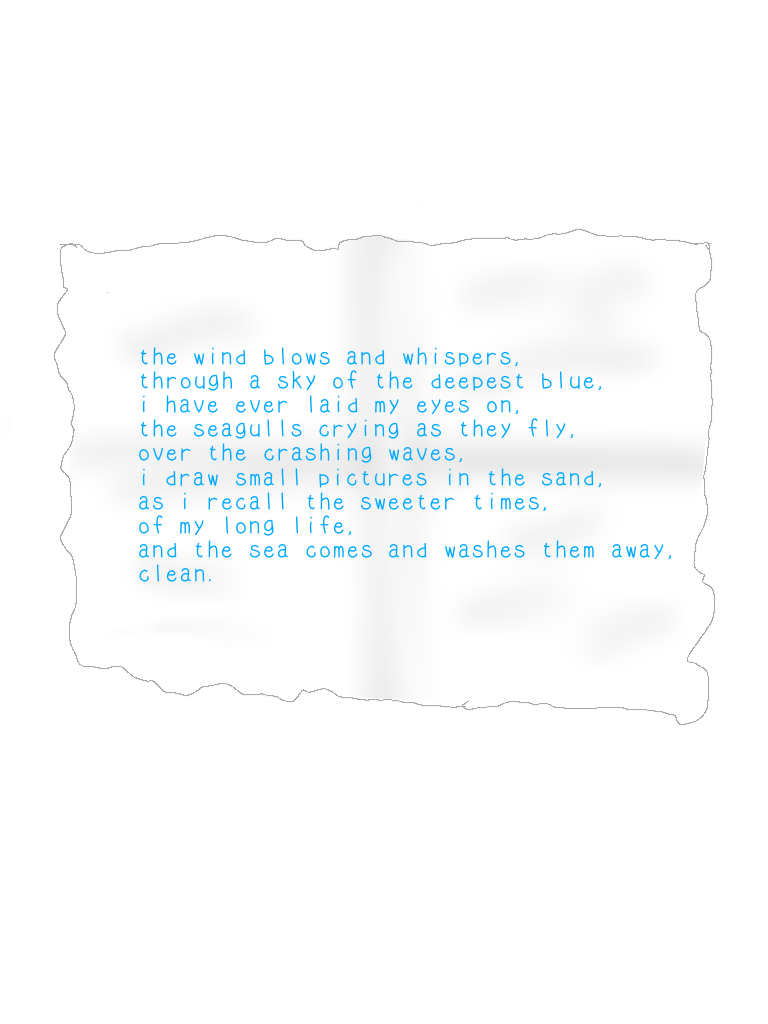 the wind blows and whispers,
through a sky of the deepest blue,
i have ever laid my eyes on,
the seagulls crying as they fly,
over the crashing waves,
i draw small pictures in the sand,
as i recall the sweeter times,
of my long life,
and the sea comes and washes them away,
clean.